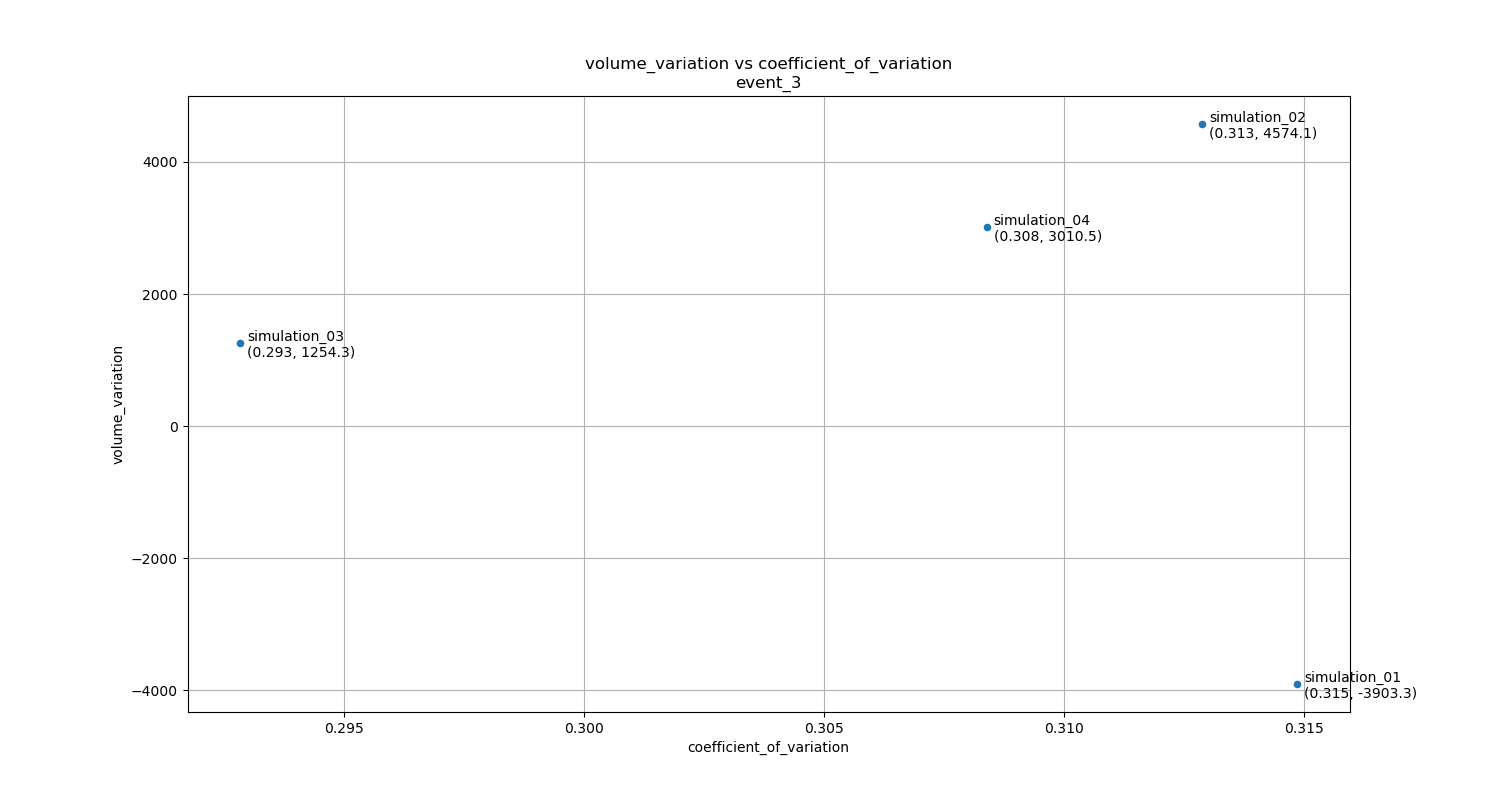 volume_variation vs coefficient_of_variation
event_3
simulation_02
(0.313, 4574.1)
4000
simulation_04
(0.308, 3010.5)
2000
simulation_03
(0.293, 1254.3)
volume_variation
0
−2000
simulation_01
(0.315, -3903.3)
−4000
0.295
0.300
0.305
0.310
0.315
coefficient_of_variation